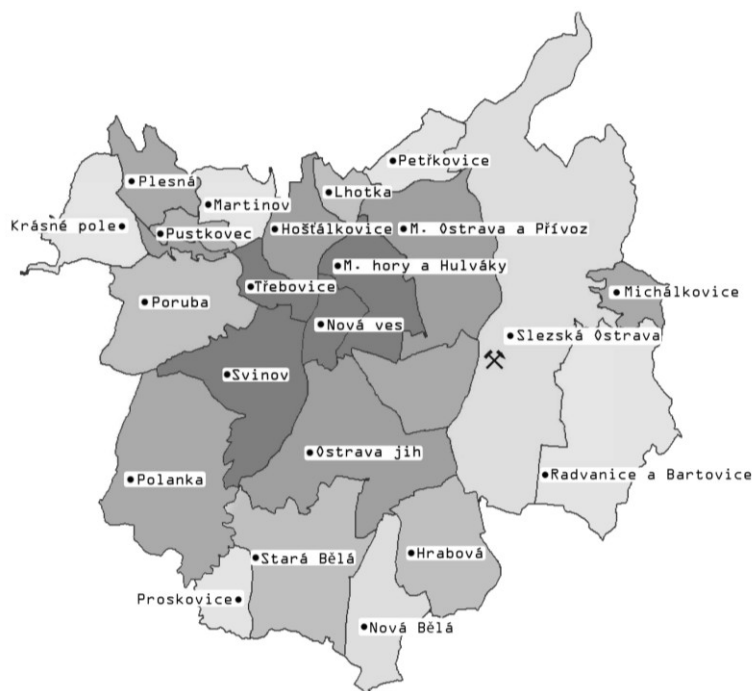 Petřkovice
Plesná
Lhotka
Martinov
Krásné pole
Pustkovec
Hošťálkovice
M. Ostrava a Přívoz
M. hory a Hulváky
Třebovice
Michálkovice
Poruba
Nová ves
Slezská Ostrava
Svinov
Ostrava jih
Polanka
Radvanice a Bartovice
Stará Bělá
Hrabová
Proskovice
Nová Bělá